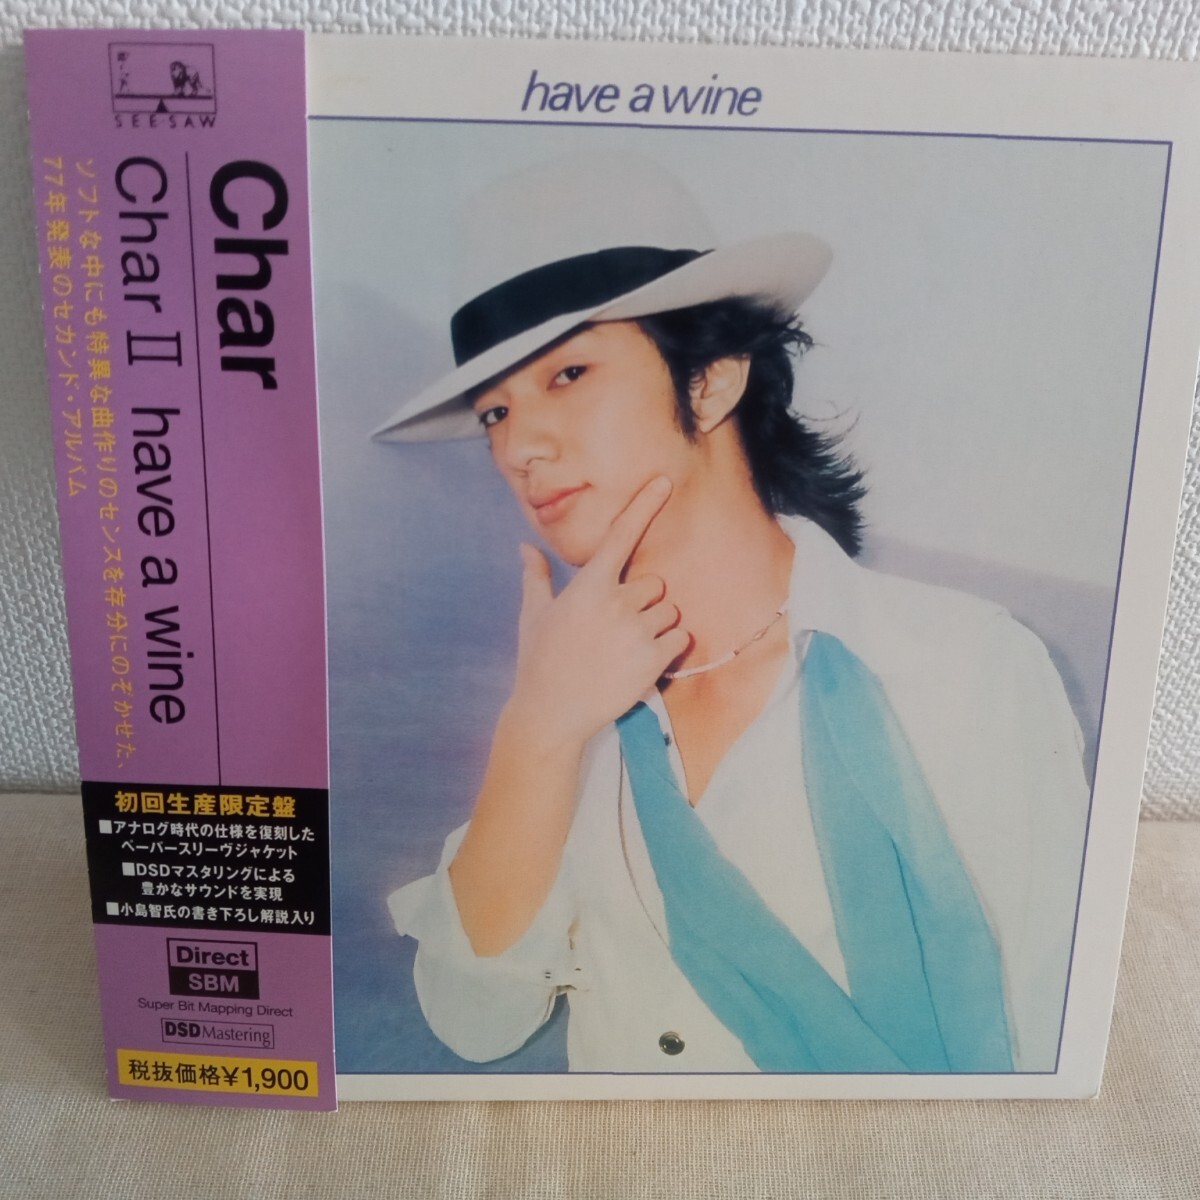 SEESAW
Char
Char II have a wine
ソフトな中にも特異な曲作りのセンスを存分にのぞかせた、
77年発表のセカンド・アルバム
初回生産限定盤
■アナログ時代の仕様を復刻した
ペーパースリーヴジャケット
■DSDマスタリングによる
豊かなサウンドを実現
■小島智氏の書き下ろし解説入り
Direct
SBM
Super Bit Mapping Direct
DSDMastering
税抜価格¥1,900
have a wine